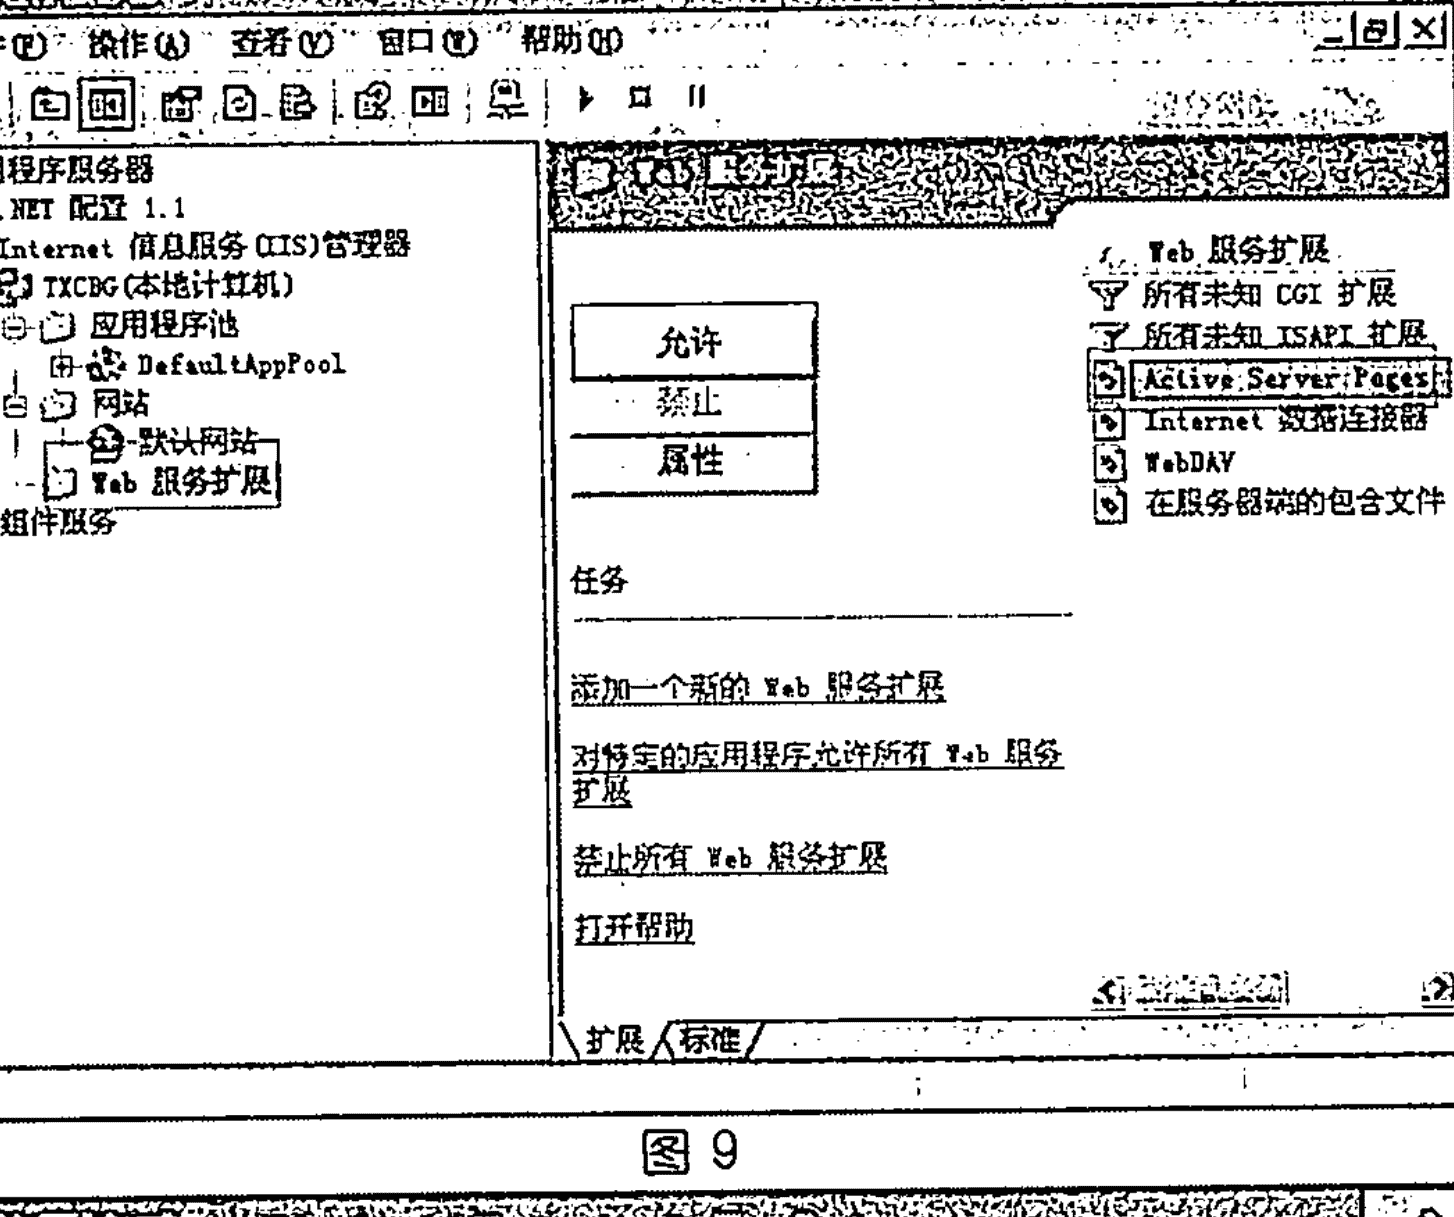 (F) 操作(A) 查看(V) 窗口(W) 帮助(H)
程序服务器
.NET 配置 1.1
Internet 信息服务(IIS)管理器
TXCBG(本地计算机)
应用程序池
DefaultAppPool
网站
默认网站
Web 服务扩展
组件服务
Web 服务扩展
允许
禁止
属性
任务
添加一个新的 Web 服务扩展
对特定的应用程序允许所有 Web 服务
扩展
禁止所有 Web 服务扩展
打开帮助
Web 服务扩展
所有未知 CGI 扩展
所有未知 ISAPI 扩展
Active Server Pages
Internet 数据连接器
WebDAV
在服务器端的包含文件
扩展 标准
图 9